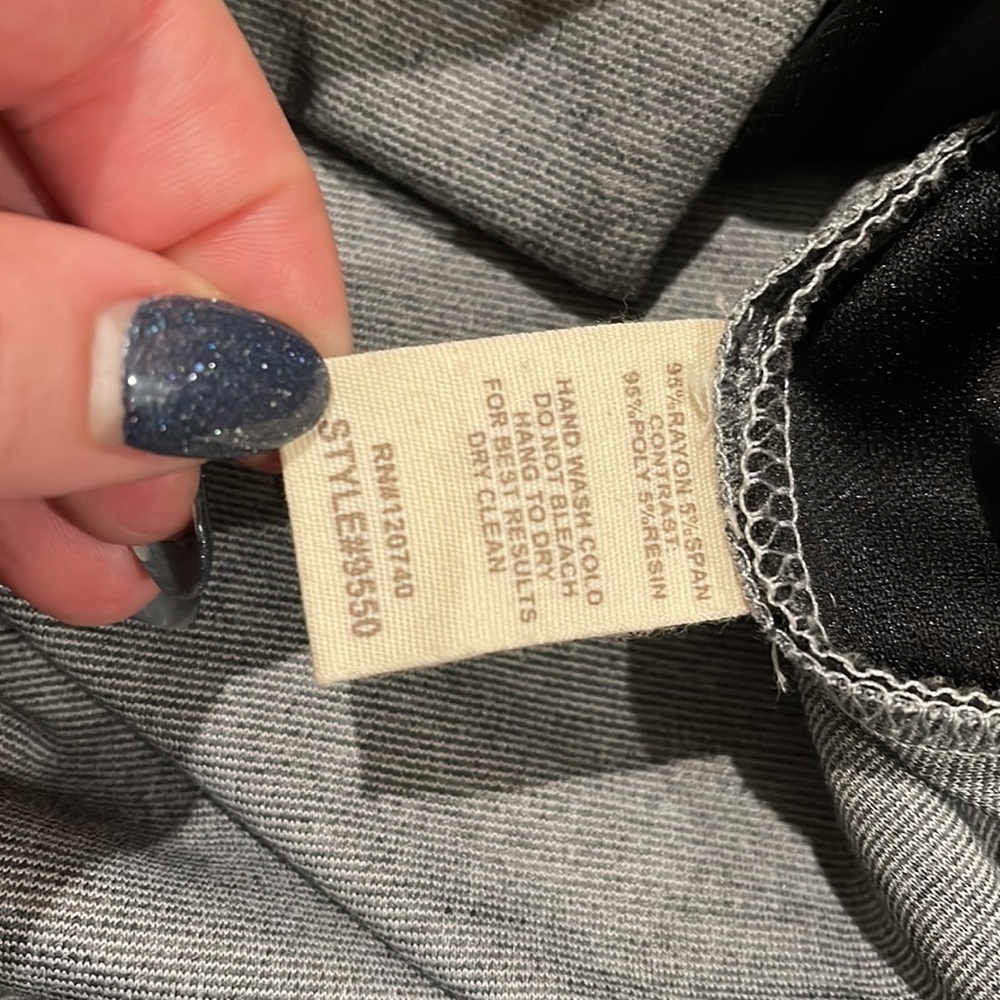 95%RAYON 5%SPAN
CONTRAST:
95%POLY 5%RESIN
HAND WASH COLD
DO NOT BLEACH
HANG TO DRY
FOR BEST RESULTS
DRY CLEAN
RN#120740
STYLE#9550